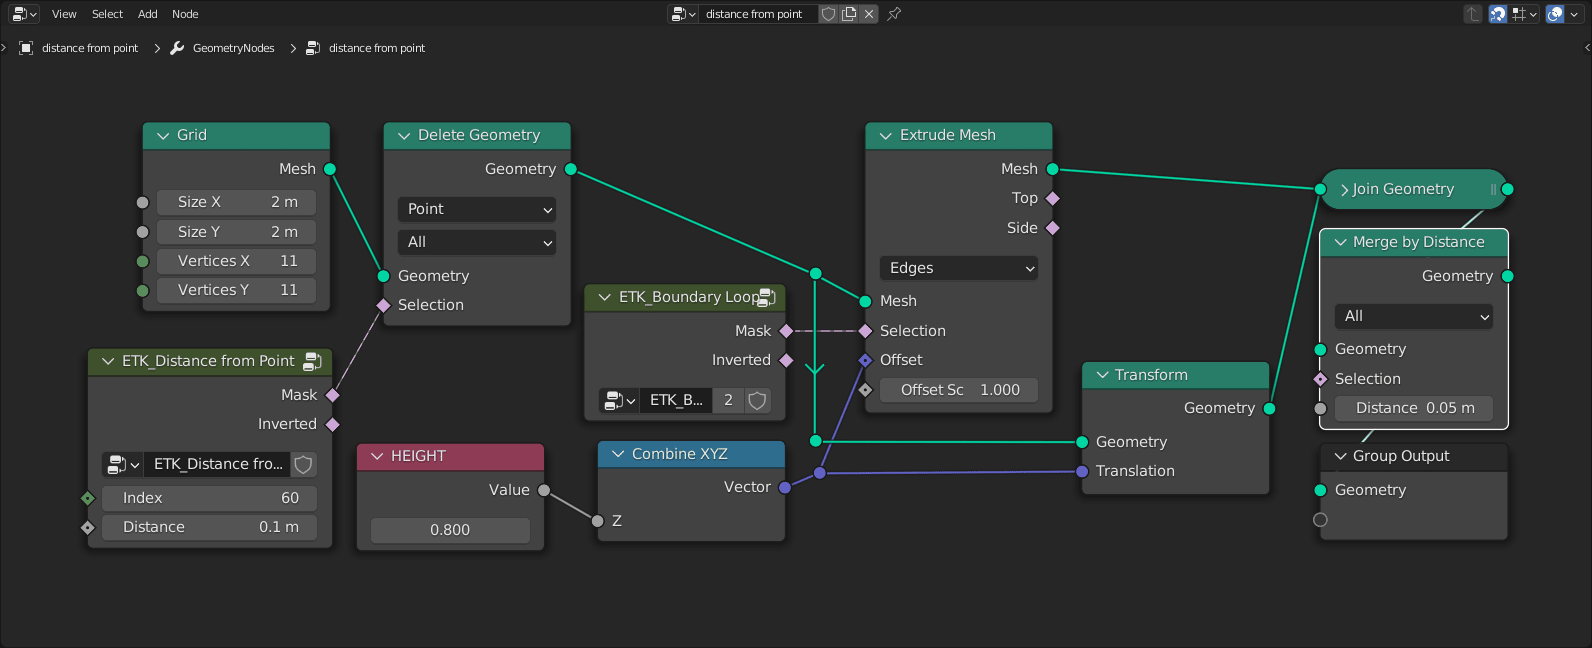 View Select Add Node
distance from point
distance from point
GeometryNodes
distance from point
Grid
Mesh
Size X 2 m
Size Y 2 m
Vertices X 11
Vertices Y 11
ETK_Distance from Point
Mask
Inverted
ETK_Distance fro...
Index 60
Distance 0.1 m
Delete Geometry
Geometry
Point
All
Geometry
Selection
HEIGHT
Value
0.800
ETK_Boundary Loop
Mask
Inverted
ETK_B... 2
Combine XYZ
Vector
Z
Extrude Mesh
Mesh
Top
Side
Edges
Mesh
Selection
Offset
Offset Sc 1.000
Transform
Geometry
Geometry
Translation
Join Geometry
Merge by Distance
Geometry
All
Geometry
Selection
Distance 0.05 m
Group Output
Geometry